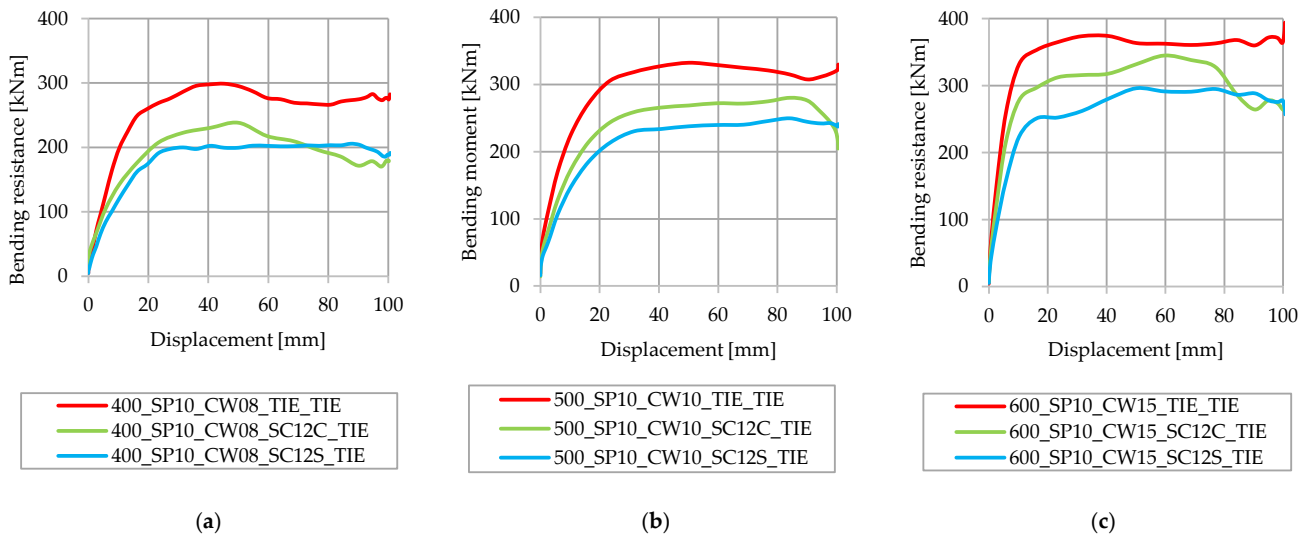 400
300
200
100
0
Bending resistance [kNm]
0 20 40 60 80 100
Displacement [mm]
400_SP10_CW08_TIE_TIE
400_SP10_CW08_SC12C_TIE
400_SP10_CW08_SC12S_TIE
(a)
400
300
200
100
0
Bending moment [kNm]
0 20 40 60 80 100
Displacement [mm]
500_SP10_CW10_TIE_TIE
500_SP10_CW10_SC12C_TIE
500_SP10_CW10_SC12S_TIE
(b)
400
300
200
100
0
Bending resistance [kNm]
0 20 40 60 80 100
Displacement [mm]
600_SP10_CW15_TIE_TIE
600_SP10_CW15_SC12C_TIE
600_SP10_CW15_SC12S_TIE
(c)